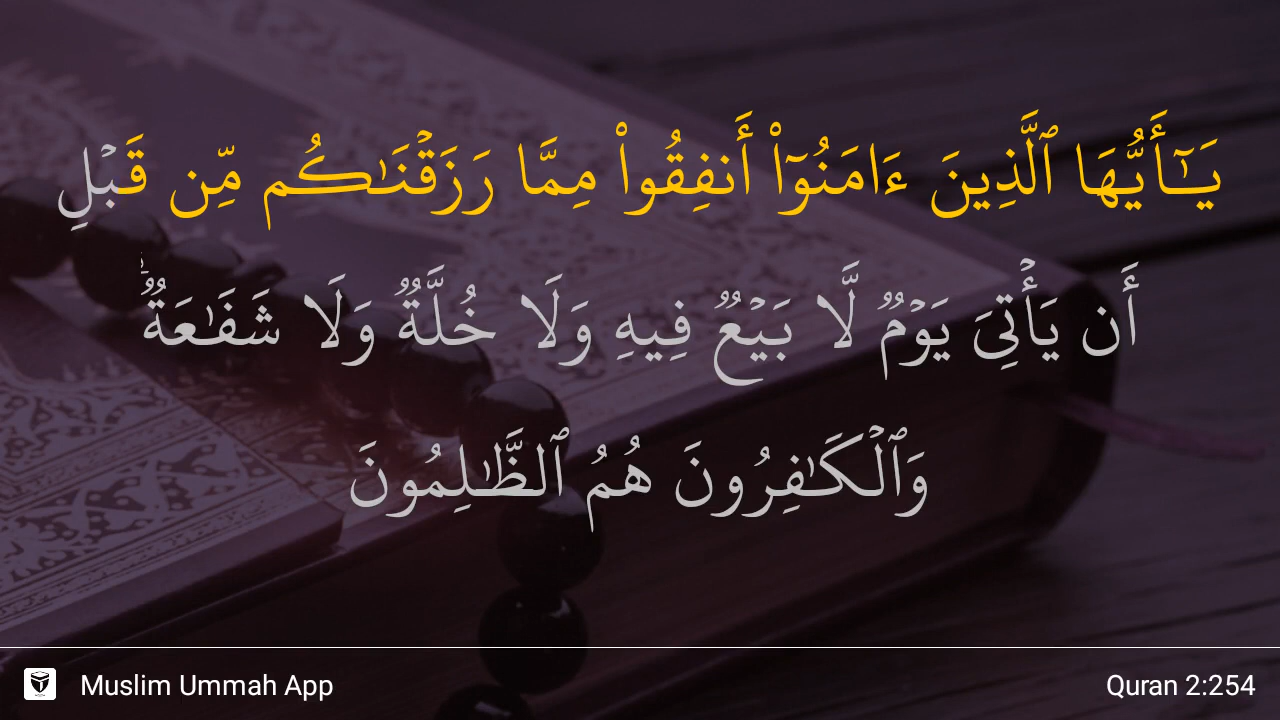 يَـٰٓأَيُّهَا ٱلَّذِينَ ءَامَنُوٓا۟ أَنفِقُوا۟ مِمَّا رَزَقْنَـٰكُم مِّن قَبْلِ
أَن يَأْتِىَ يَوْمٌ لَّا بَيْعٌ فِيهِ وَلَا خُلَّةٌ وَلَا شَفَـٰعَةٌ ۗ
وَٱلْكَـٰفِرُونَ هُمُ ٱلظَّـٰلِمُونَ
Muslim Ummah App
Quran 2:254